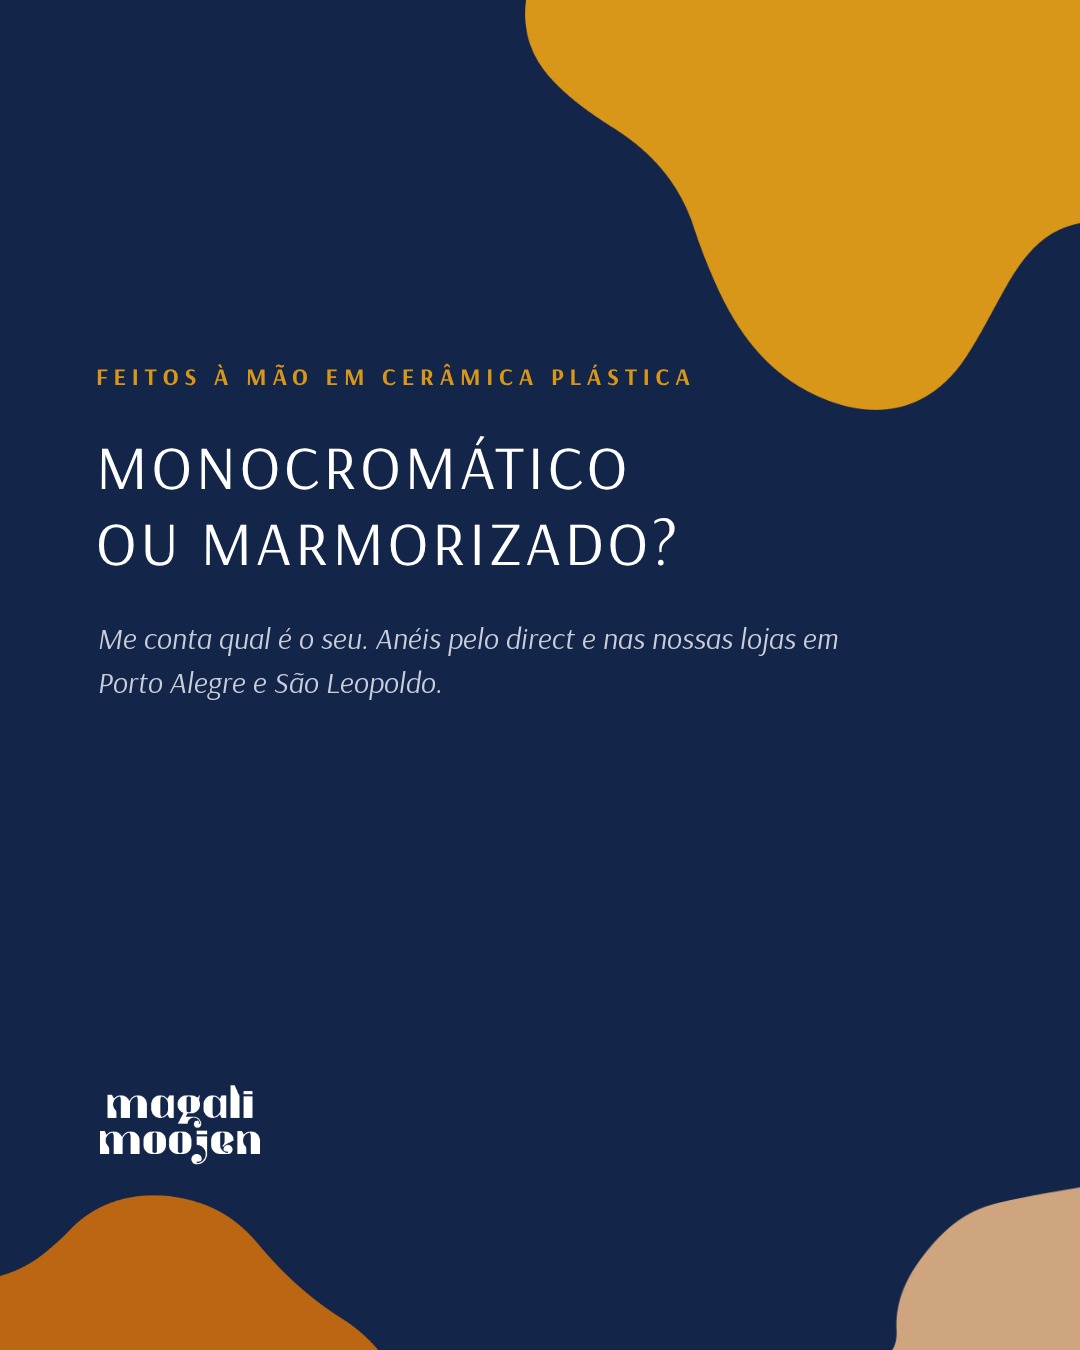 FEITOS À MÃO EM CERÂMICA PLÁSTICA
MONOCROMÁTICO
OU MARMORIZADO?
Me conta qual é o seu. Anéis pelo direct e nas nossas lojas em
Porto Alegre e São Leopoldo.
magali
moojen